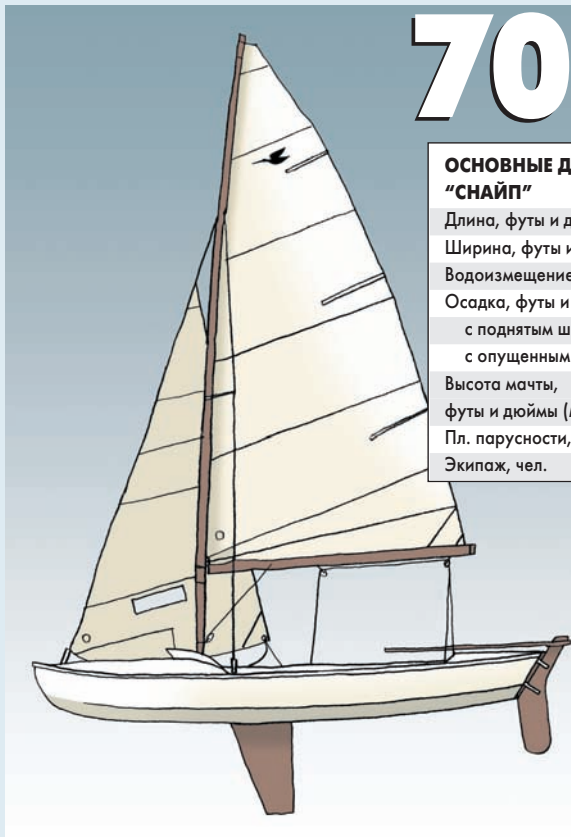 70
ОСНОВНЫЕ
“СНАЙП”
Длина, футы и
Ширина, футы
Водоизмещение
Осадка, футы и
с поднятым
с опущенным
Высота мачты,
футы и дюймы
Пл. парусности,
Экипаж, чел.